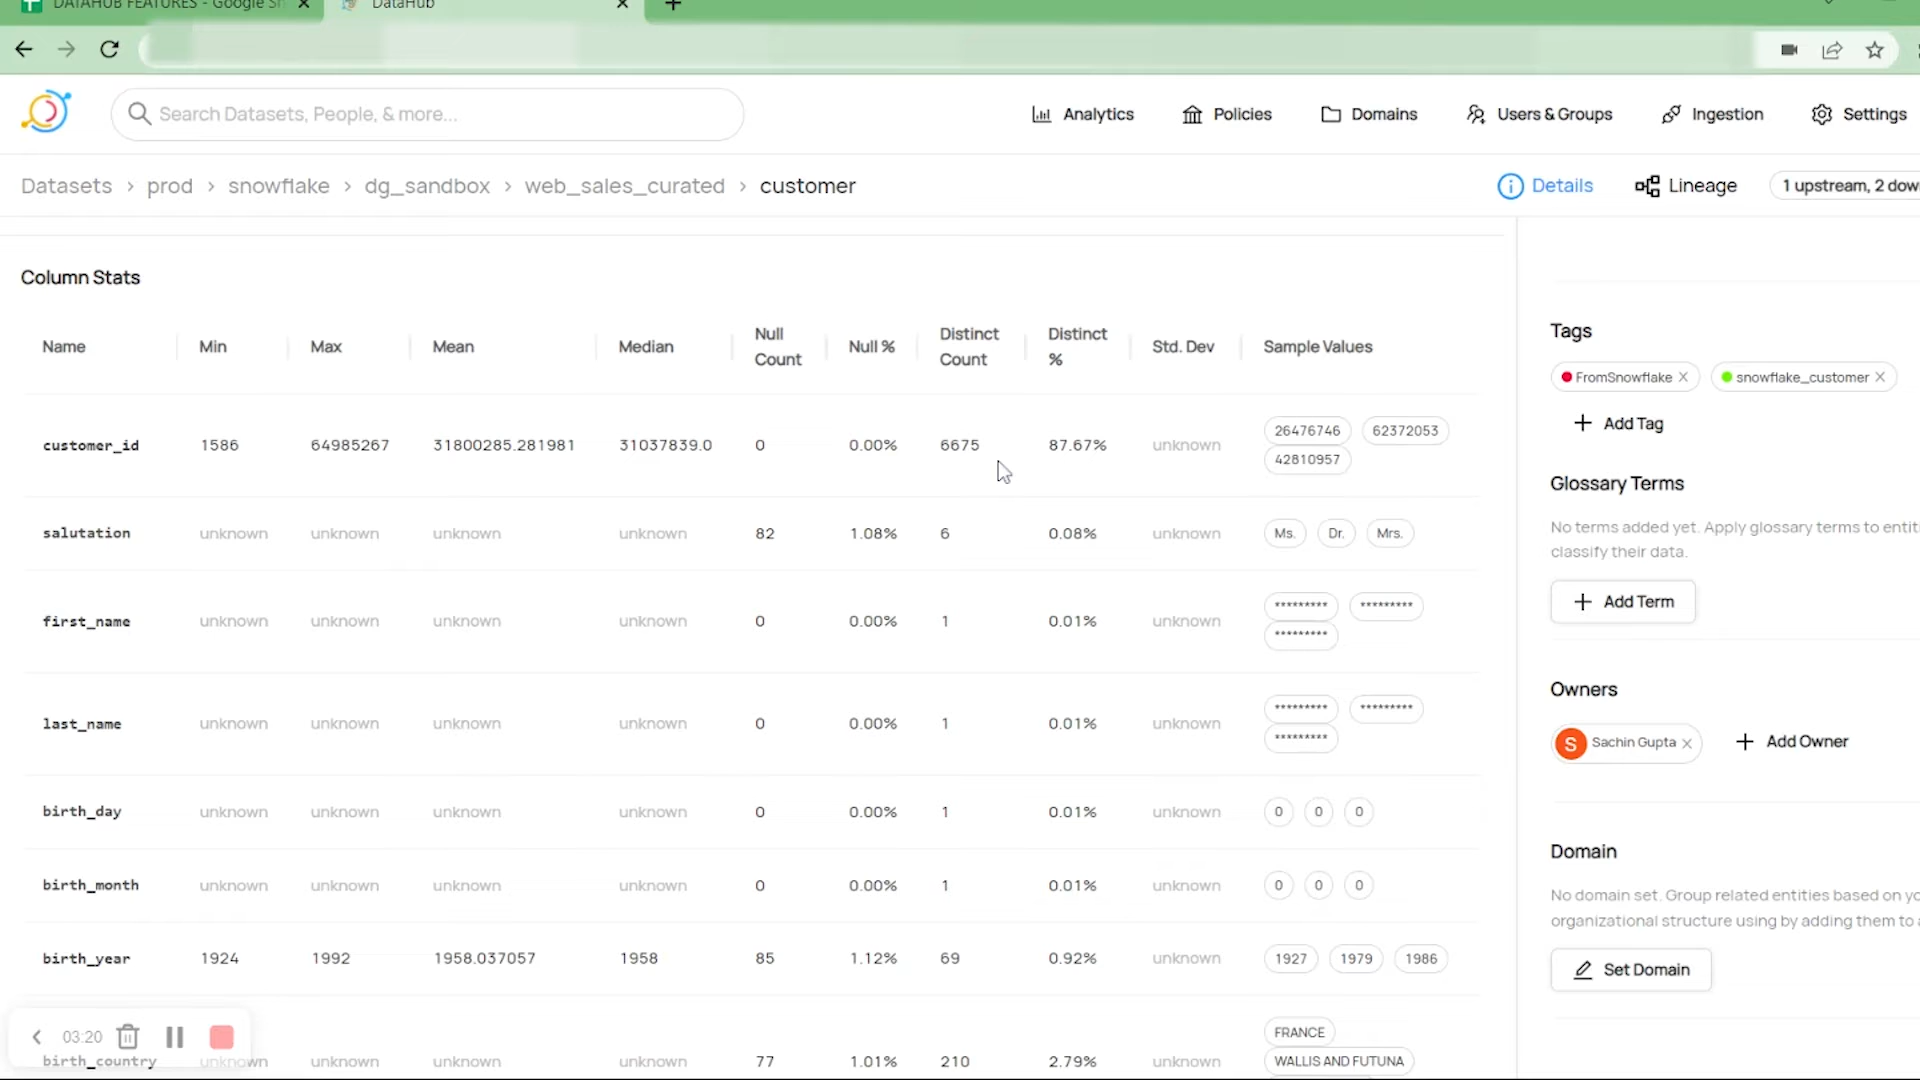 DATAHUB FEATURES - Google Sh
DataHub
Search Datasets, People, & more...
Analytics
Policies
Domains
Users & Groups
Ingestion
Settings
Datasets > prod > snowflake > dg_sandbox > web_sales_curated > customer
Details
Lineage
1 upstream, 2 dow
Column Stats
Name Min Max Mean Median Null Count Null % Distinct Count Distinct % Std. Dev Sample Values
customer_id 1586 64985267 31800285.281981 31037839.0 0 0.00% 6675 87.67% unknown 26476746 62372053
42810957
salutation unknown unknown unknown unknown 82 1.08% 6 0.08% unknown Ms. Dr. Mrs.
first_name unknown unknown unknown unknown 0 0.00% 1 0.01% unknown ********* *********
*********
last_name unknown unknown unknown unknown 0 0.00% 1 0.01% unknown ********* *********
*********
birth_day unknown unknown unknown unknown 0 0.00% 1 0.01% unknown 0 0 0
birth_month unknown unknown unknown unknown 0 0.00% 1 0.01% unknown 0 0 0
birth_year 1924 1992 1958.037057 1958 85 1.12% 69 0.92% unknown 1927 1979 1986
FRANCE
birth_country unknown unknown unknown unknown 77 1.01% 210 2.79% unknown WALLIS AND FUTUNA
03:20
Tags
FromSnowflake
snowflake_customer
+ Add Tag
Glossary Terms
No terms added yet. Apply glossary terms to entiti
classify their data.
+ Add Term
Owners
S Sachin Gupta
+ Add Owner
Domain
No domain set. Group related entities based on yo
organizational structure using by adding them to a
Set Domain